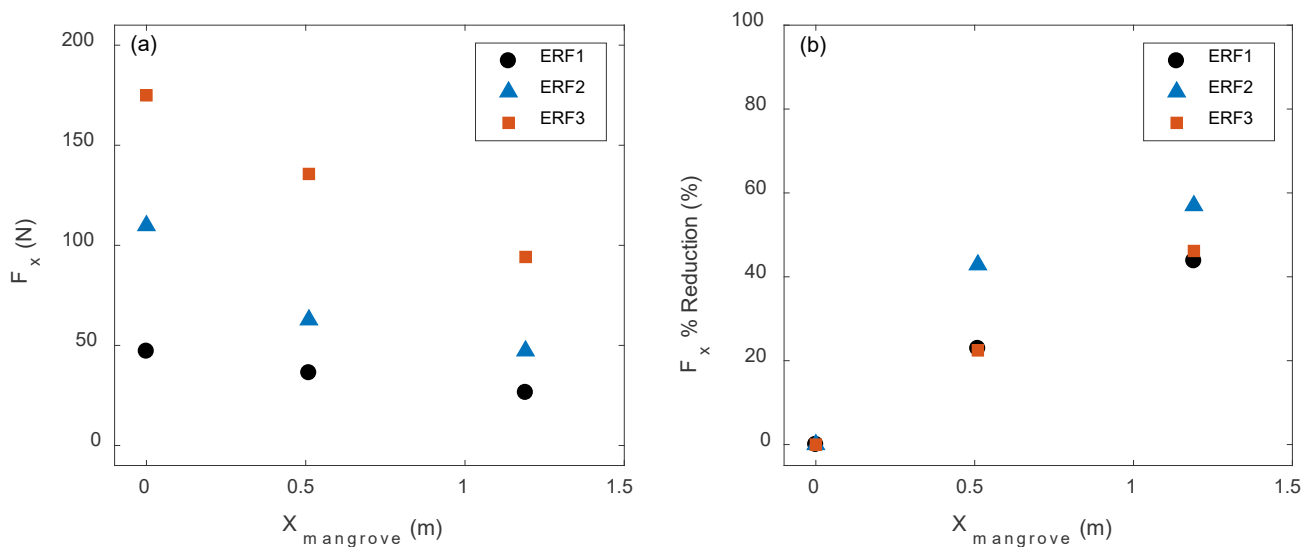 (a)
ERF1
ERF2
ERF3
200
150
100
50
0
F x (N)
0 0.5 1 1.5
X mangrove (m)
(b)
ERF1
ERF2
ERF3
100
80
60
40
20
0
F x % Reduction (%)
0 0.5 1 1.5
X mangrove (m)